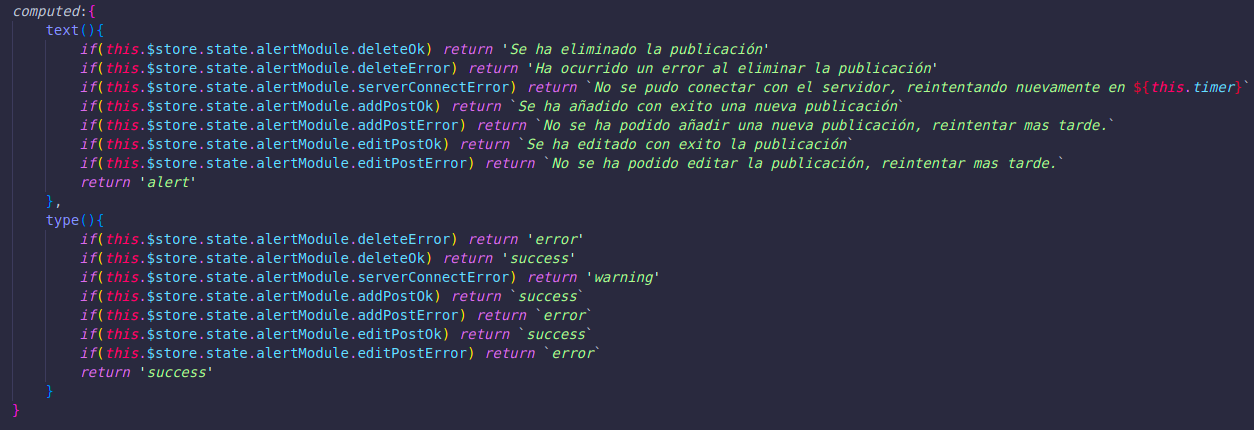 computed:{
    text(){
        if(this.$store.state.alertModule.deleteOk) return 'Se ha eliminado la publicación'
        if(this.$store.state.alertModule.deleteError) return 'Ha ocurrido un error al eliminar la publicación'
        if(this.$store.state.alertModule.serverConnectError) return `No se pudo conectar con el servidor, reintentando nuevamente en ${this.timer}`
        if(this.$store.state.alertModule.addPostOk) return `Se ha añadido con exito una nueva publicación`
        if(this.$store.state.alertModule.addPostError) return `No se ha podido añadir una nueva publicación, reintentar mas tarde.`
        if(this.$store.state.alertModule.editPostOk) return `Se ha editado con exito la publicación`
        if(this.$store.state.alertModule.editPostError) return `No se ha podido editar la publicación, reintentar mas tarde.`
        return 'alert'
    },
    type(){
        if(this.$store.state.alertModule.deleteError) return 'error'
        if(this.$store.state.alertModule.deleteOk) return 'success'
        if(this.$store.state.alertModule.serverConnectError) return 'warning'
        if(this.$store.state.alertModule.addPostOk) return `success`
        if(this.$store.state.alertModule.addPostError) return `error`
        if(this.$store.state.alertModule.editPostOk) return `success`
        if(this.$store.state.alertModule.editPostError) return `error`
        return 'success'
    }
}